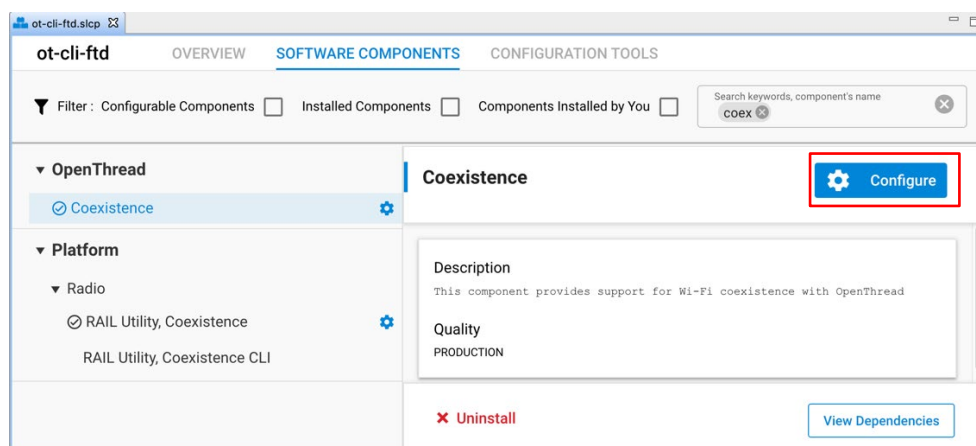 ot-cli-ftd.slcp
ot-cli-ftd OVERVIEW SOFTWARE COMPONENTS CONFIGURATION TOOLS
Filter : Configurable Components Installed Components Components Installed by You
Search keywords, component's name
coex
OpenThread
Coexistence
Platform
Radio
RAIL Utility, Coexistence
RAIL Utility, Coexistence CLI
Coexistence
Configure
Description
This component provides support for Wi-Fi coexistence with OpenThread
Quality
PRODUCTION
Uninstall
View Dependencies